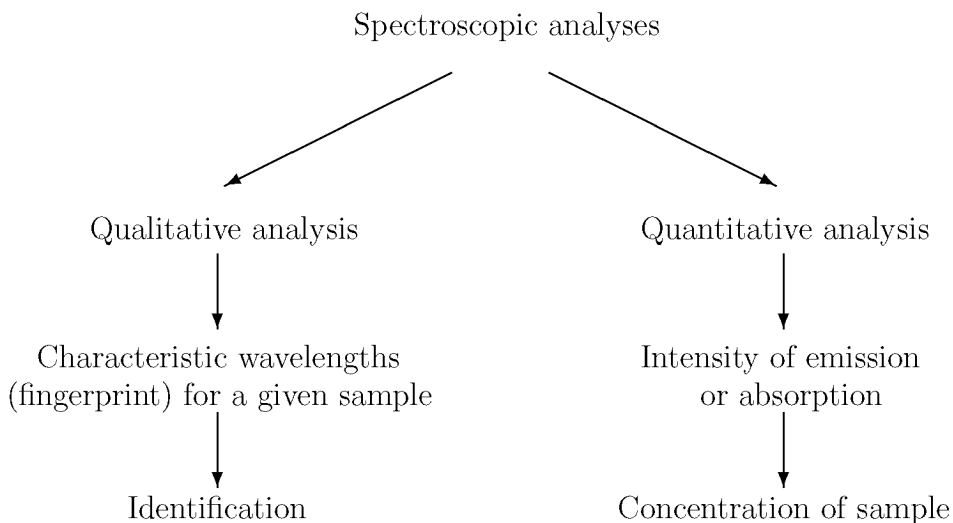 Spectroscopic analyses
Qualitative analysis
Quantitative analysis
Characteristic wavelengths
(fingerprint) for a given sample
Intensity of emission
or absorption
Identification
Concentration of sample